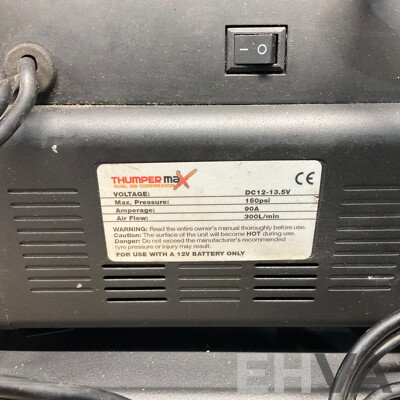 — O
THUMPER MAX
DUAL AIR COMPRESSOR
CE
VOLTAGE: DC12-13.5V
Max. Pressure: 150psi
Amperage: 90A
Air Flow: 300L/min
WARNING: Read the entire owner's manual thoroughly before use.
Caution: The surface of the unit will become HOT during use.
Danger: Do not exceed the manufacturer's recommended
tyre pressure or injury may result.
FOR USE WITH A 12V BATTERY ONLY
EHVA